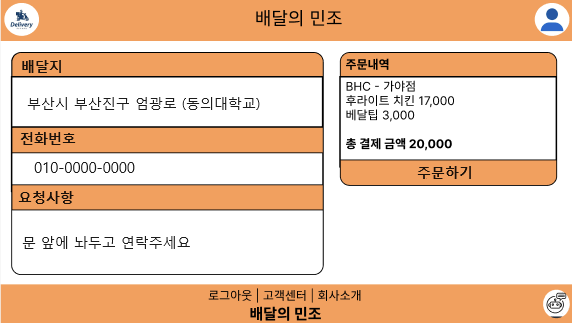 Delivery
배달의 민조
배달지
부산시 부산진구 엄광로 (동의대학교)
전화번호
010-0000-0000
요청사항
문 앞에 놔두고 연락주세요
주문내역
BHC - 가야점
후라이트 치킨 17,000
베달팁 3,000
총 결제 금액 20,000
주문하기
로그아웃 | 고객센터 | 회사소개
배달의 민조